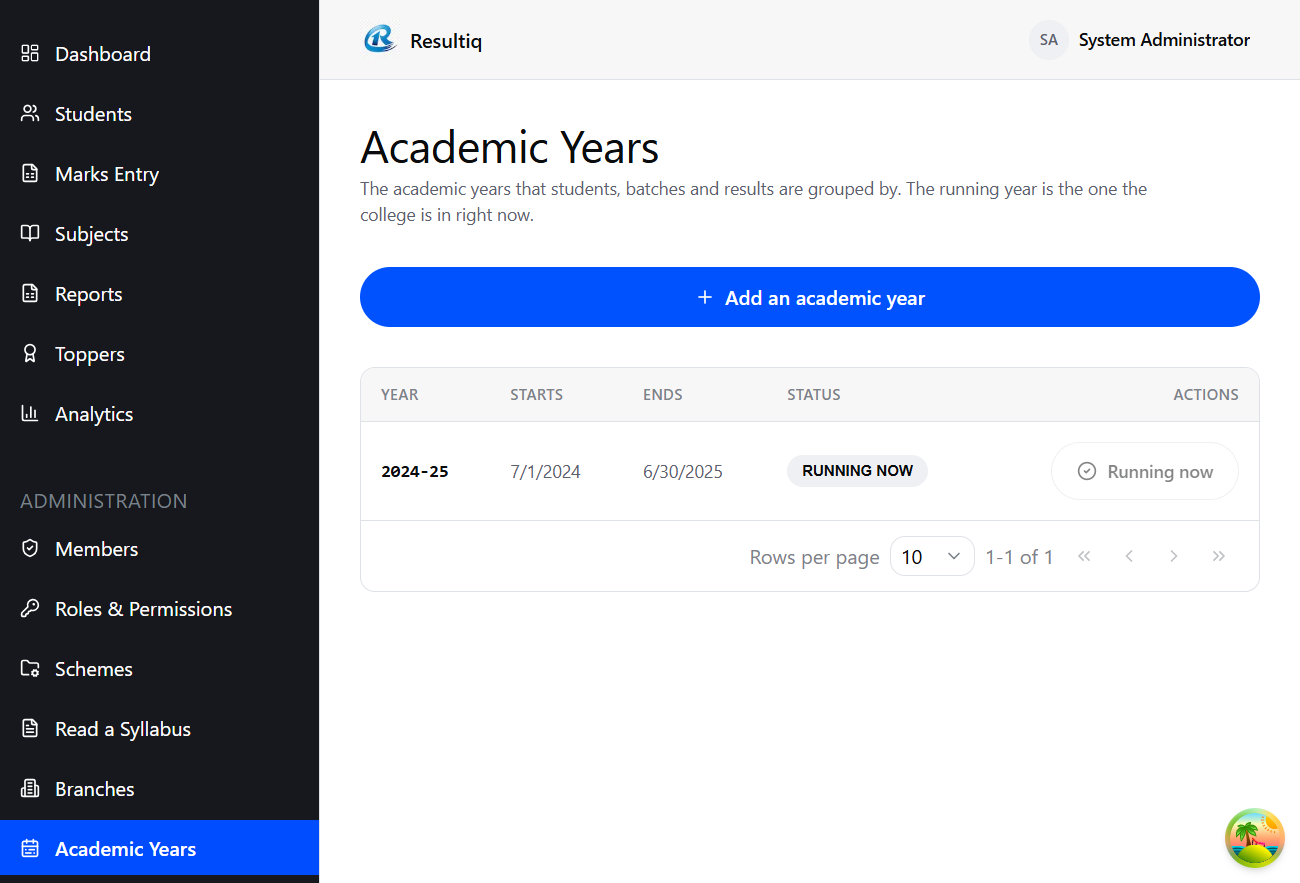 Dashboard
Students
Marks Entry
Subjects
Reports
Toppers
Analytics
ADMINISTRATION
Members
Roles & Permissions
Schemes
Read a Syllabus
Branches
Academic Years
Resultiq
SA System Administrator
Academic Years
The academic years that students, batches and results are grouped by. The running year is the one the
college is in right now.
+ Add an academic year
YEAR STARTS ENDS STATUS ACTIONS
2024-25 7/1/2024 6/30/2025 RUNNING NOW Running now
Rows per page 10 1-1 of 1